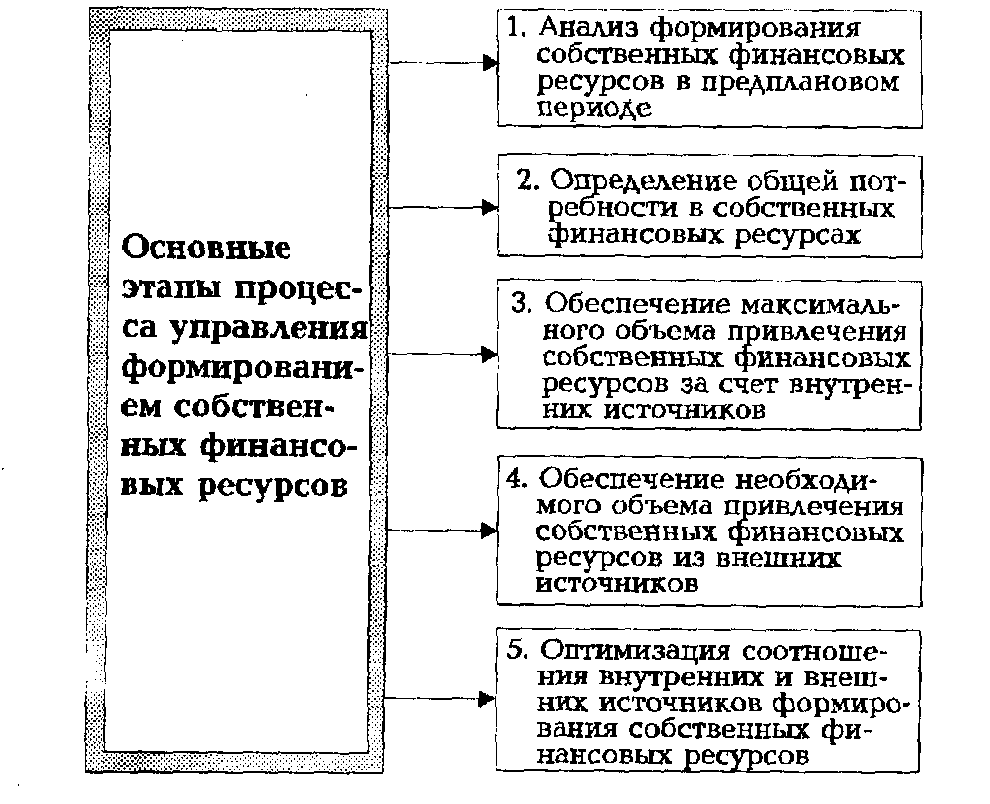 Основные
этапы процес-
са управления
формировани-
ем собствен-
ных финансо-
вых ресурсов
1. Анализ формирования
собственных финансовых
ресурсов в предплановом
периоде
2. Определение общей пот-
ребности в собственных
финансовых ресурсах
3. Обеспечение максималь-
ного объема привлечения
собственных финансовых
ресурсов за счет внутрен-
них источников
4. Обеспечение необходи-
мого объема привлечения
собственных финансовых
ресурсов из внешних
источников
5. Оптимизация соотноше-
ния внутренних и внеш-
них источников формиро-
вания собственных фи-
нансовых ресурсов